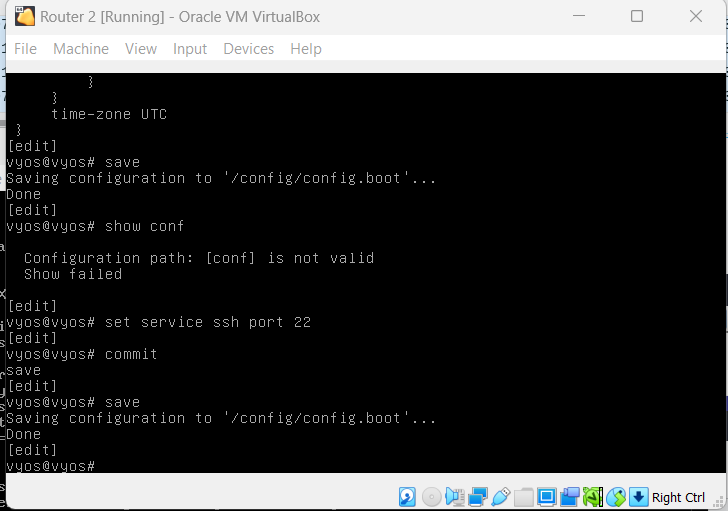 Router 2 [Running] - Oracle VM VirtualBox
File Machine View Input Devices Help
}
}
time-zone UTC
}
[edit]
vyos@vyos# save
Saving configuration to '/config/config.boot'...
Done
[edit]
vyos@vyos# show conf
Configuration path: [conf] is not valid
Show failed
[edit]
vyos@vyos# set service ssh port 22
[edit]
vyos@vyos# commit
save
[edit]
vyos@vyos# save
Saving configuration to '/config/config.boot'...
Done
[edit]
vyos@vyos#
Right Ctrl